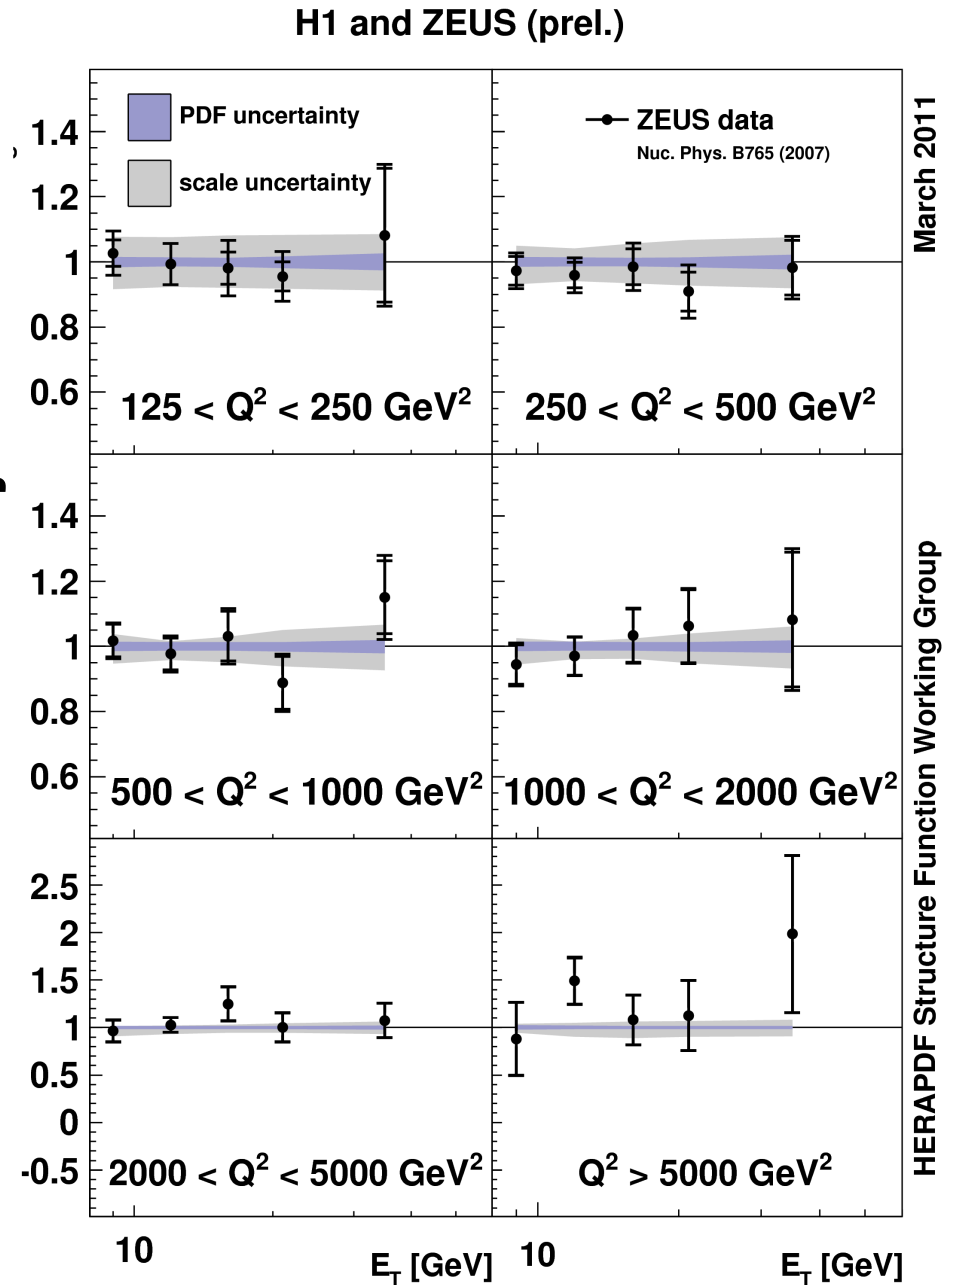 H1 and ZEUS (prel.)
PDF uncertainty
scale uncertainty
ZEUS data
Nuc. Phys. B765 (2007)
March 2011
1.4
1.2
1
0.8
0.6
125 < Q² < 250 GeV²
250 < Q² < 500 GeV²
1.4
1.2
1
0.8
0.6
500 < Q² < 1000 GeV²
1000 < Q² < 2000 GeV²
HERAPDF Structure Function Working Group
2.5
2
1.5
1
0.5
0
-0.5
2000 < Q² < 5000 GeV²
Q² > 5000 GeV²
10
10
E_T [GeV]
E_T [GeV]